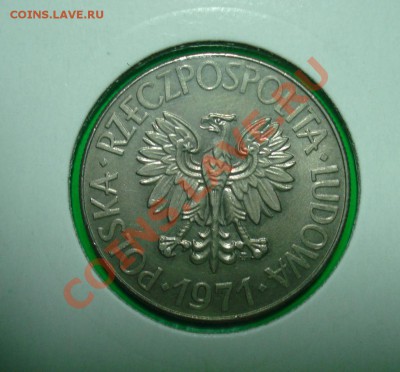 COINS.LAVE.RU
POLSKA · RZECZPOSPOLITA · LUDOWA
· 1971 ·
COINS.LAVE.RU